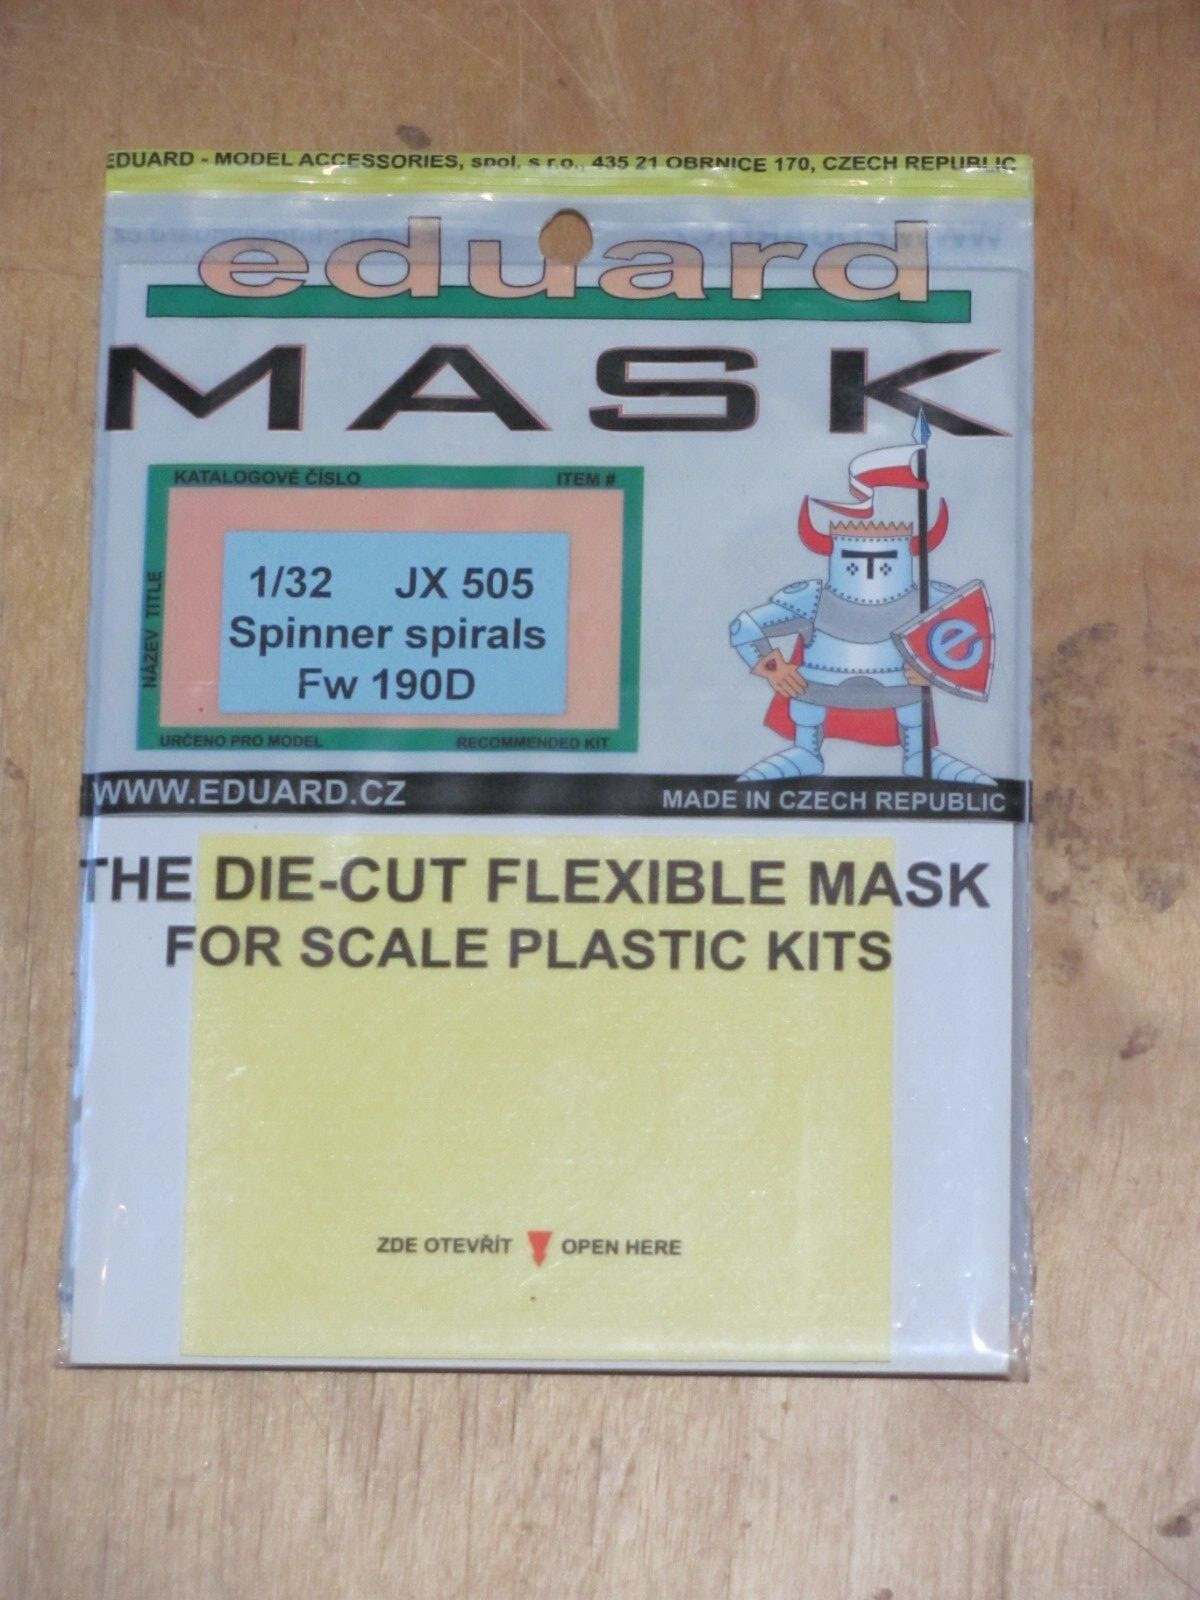 EDUARD - MODEL ACCESSORIES, spol. s r.o., 435 21 OBRNICE 170, CZECH REPUBLIC
eduard
MASK
KATALOGOVÉ ČÍSLO ITEM #
NÁZEV TITLE
1/32 JX 505
Spinner spirals
Fw 190D
URČENO PRO MODEL RECOMMENDED KIT
e
WWW.EDUARD.CZ MADE IN CZECH REPUBLIC
THE DIE-CUT FLEXIBLE MASK
FOR SCALE PLASTIC KITS
ZDE OTEVŘÍT OPEN HERE